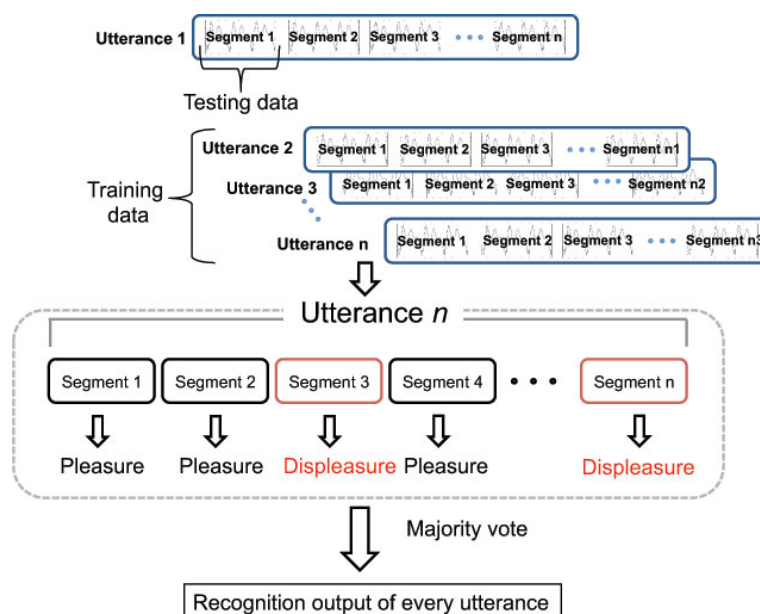 Utterance 1 Segment 1 Segment 2 Segment 3 Segment n
Testing data
Utterance 2 Segment 1 Segment 2 Segment 3 Segment n1
Training
data
Utterance 3 Segment 1 Segment 2 Segment 3 Segment n2
Utterance n Segment 1 Segment 2 Segment 3 Segment n3
Utterance n
Segment 1 Segment 2 Segment 3 Segment 4 Segment n
Pleasure Pleasure Displeasure Pleasure Displeasure
Majority vote
Recognition output of every utterance